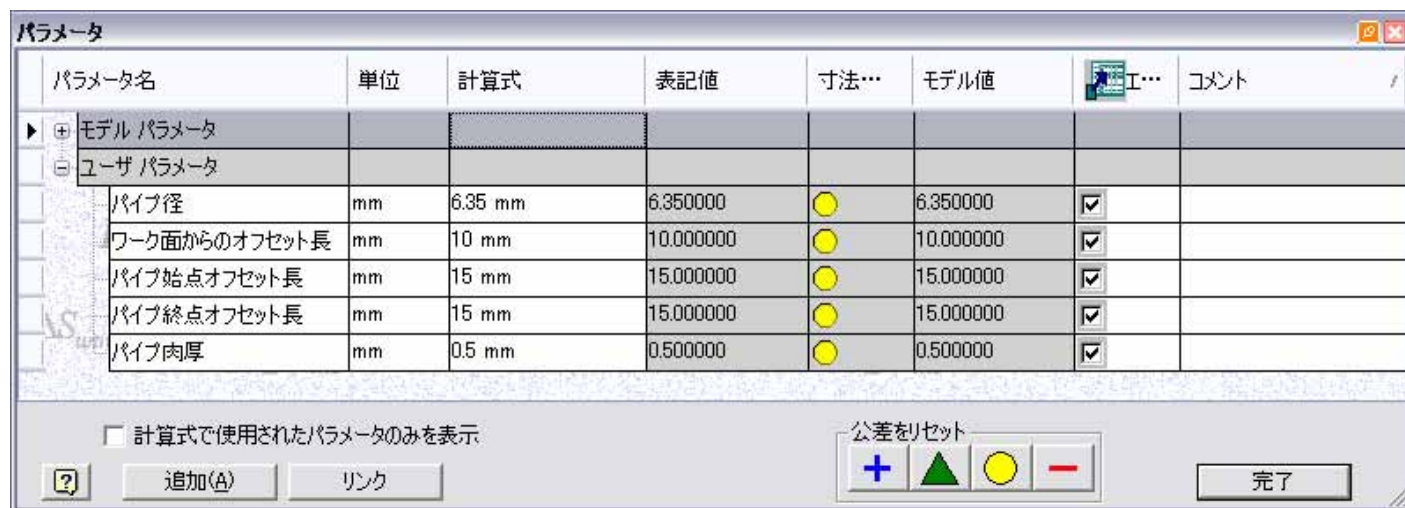 パラメータ
パラメータ名 単位 計算式 表記値 寸法… モデル値 エ… コメント
モデル パラメータ
ユーザ パラメータ
パイプ径 mm 6.35 mm 6.350000 6.350000
ワーク面からのオフセット長 mm 10 mm 10.000000 10.000000
パイプ始点オフセット長 mm 15 mm 15.000000 15.000000
パイプ終点オフセット長 mm 15 mm 15.000000 15.000000
パイプ肉厚 mm 0.5 mm 0.500000 0.500000
計算式で使用されたパラメータのみを表示
公差をリセット
追加(A) リンク 完了